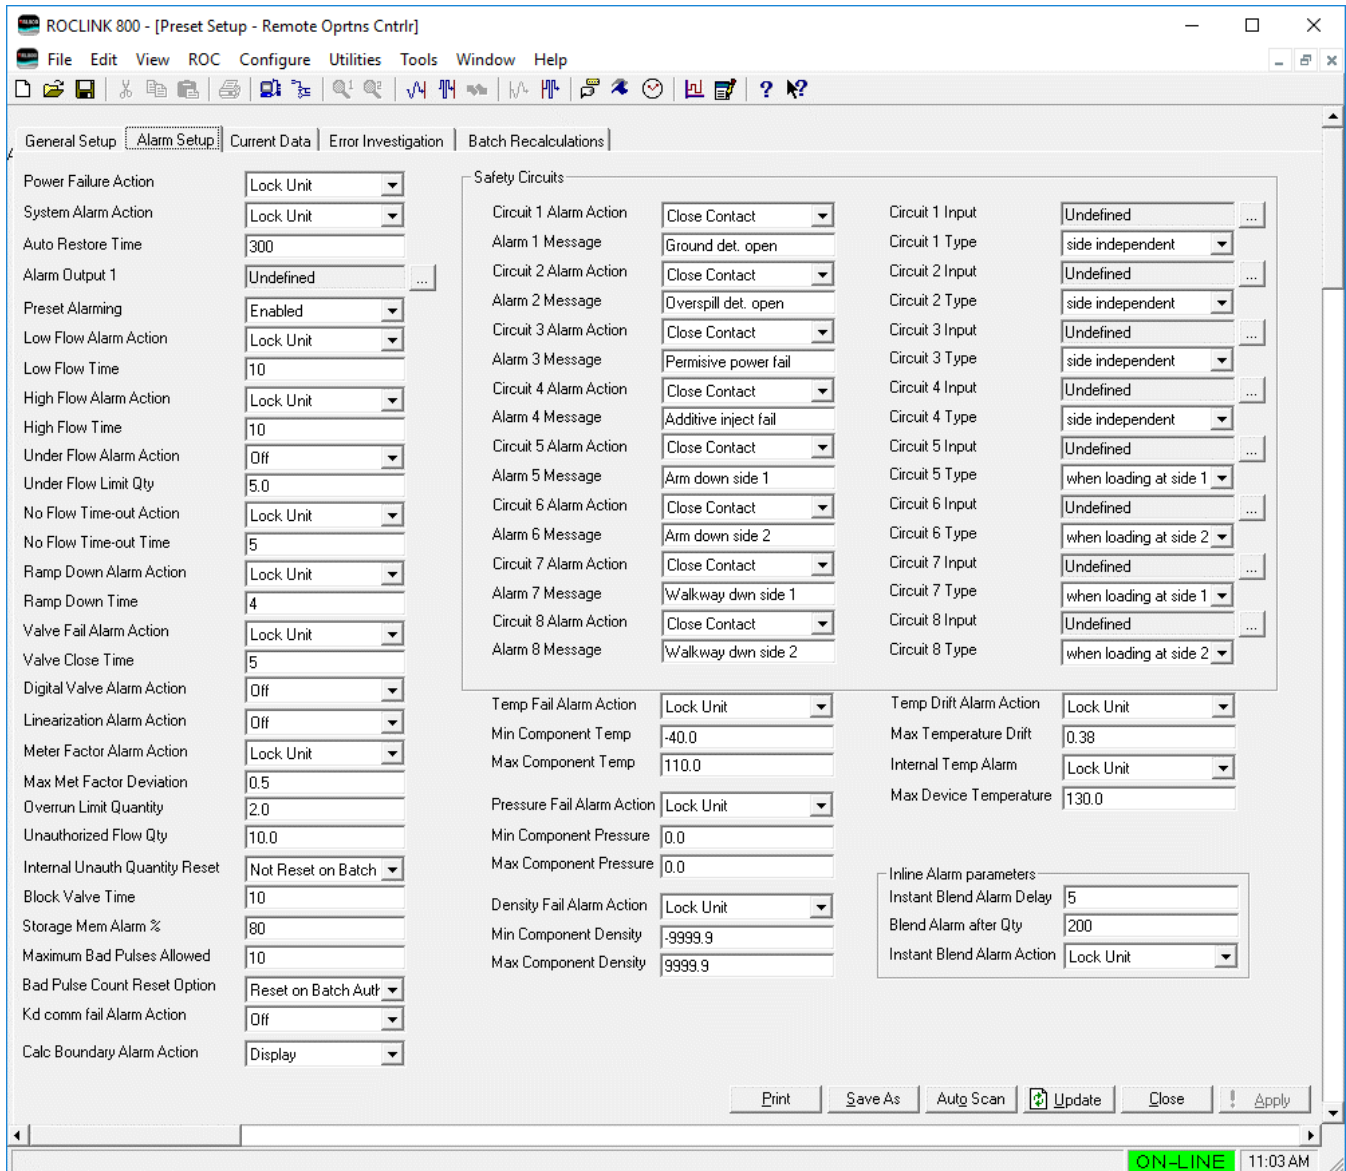 ROCLINK 800 - [Preset Setup - Remote Oprtns Cntrlr]
File Edit View ROC Configure Utilities Tools Window Help
General Setup Alarm Setup Current Data Error Investigation Batch Recalculations
Power Failure Action Lock Unit
System Alarm Action Lock Unit
Auto Restore Time 300
Alarm Output 1 Undefined ...
Preset Alarming Enabled
Low Flow Alarm Action Lock Unit
Low Flow Time 10
High Flow Alarm Action Lock Unit
High Flow Time 10
Under Flow Alarm Action Off
Under Flow Limit Qty 5.0
No Flow Time-out Action Lock Unit
No Flow Time-out Time 5
Ramp Down Alarm Action Lock Unit
Ramp Down Time 4
Valve Fail Alarm Action Lock Unit
Valve Close Time 5
Digital Valve Alarm Action Off
Linearization Alarm Action Off
Meter Factor Alarm Action Lock Unit
Max Met Factor Deviation 0.5
Overrun Limit Quantity 2.0
Unauthorized Flow Qty 10.0
Internal Unauth Quantity Reset Not Reset on Batch
Block Valve Time 10
Storage Mem Alarm % 80
Maximum Bad Pulses Allowed 10
Bad Pulse Count Reset Option Reset on Batch Auth
Kd comm fail Alarm Action Off
Calc Boundary Alarm Action Display
Safety Circuits
Circuit 1 Alarm Action Close Contact Circuit 1 Input Undefined ...
Alarm 1 Message Ground det. open Circuit 1 Type side independent
Circuit 2 Alarm Action Close Contact Circuit 2 Input Undefined ...
Alarm 2 Message Overspill det. open Circuit 2 Type side independent
Circuit 3 Alarm Action Close Contact Circuit 3 Input Undefined ...
Alarm 3 Message Permisive power fail Circuit 3 Type side independent
Circuit 4 Alarm Action Close Contact Circuit 4 Input Undefined ...
Alarm 4 Message Additive inject fail Circuit 4 Type side independent
Circuit 5 Alarm Action Close Contact Circuit 5 Input Undefined ...
Alarm 5 Message Arm down side 1 Circuit 5 Type when loading at side 1
Circuit 6 Alarm Action Close Contact Circuit 6 Input Undefined ...
Alarm 6 Message Arm down side 2 Circuit 6 Type when loading at side 2
Circuit 7 Alarm Action Close Contact Circuit 7 Input Undefined ...
Alarm 7 Message Walkway dwn side 1 Circuit 7 Type when loading at side 1
Circuit 8 Alarm Action Close Contact Circuit 8 Input Undefined ...
Alarm 8 Message Walkway dwn side 2 Circuit 8 Type when loading at side 2
Temp Fail Alarm Action Lock Unit Temp Drift Alarm Action Lock Unit
Min Component Temp -40.0 Max Temperature Drift 0.38
Max Component Temp 110.0 Internal Temp Alarm Lock Unit
Pressure Fail Alarm Action Lock Unit Max Device Temperature 130.0
Min Component Pressure 0.0
Max Component Pressure 0.0
Density Fail Alarm Action Lock Unit
Min Component Density -9999.9
Max Component Density 9999.9
Inline Alarm parameters
Instant Blend Alarm Delay 5
Blend Alarm after Qty 200
Instant Blend Alarm Action Lock Unit
Print Save As Auto Scan Update Close ! Apply
ON-LINE 11:03 AM